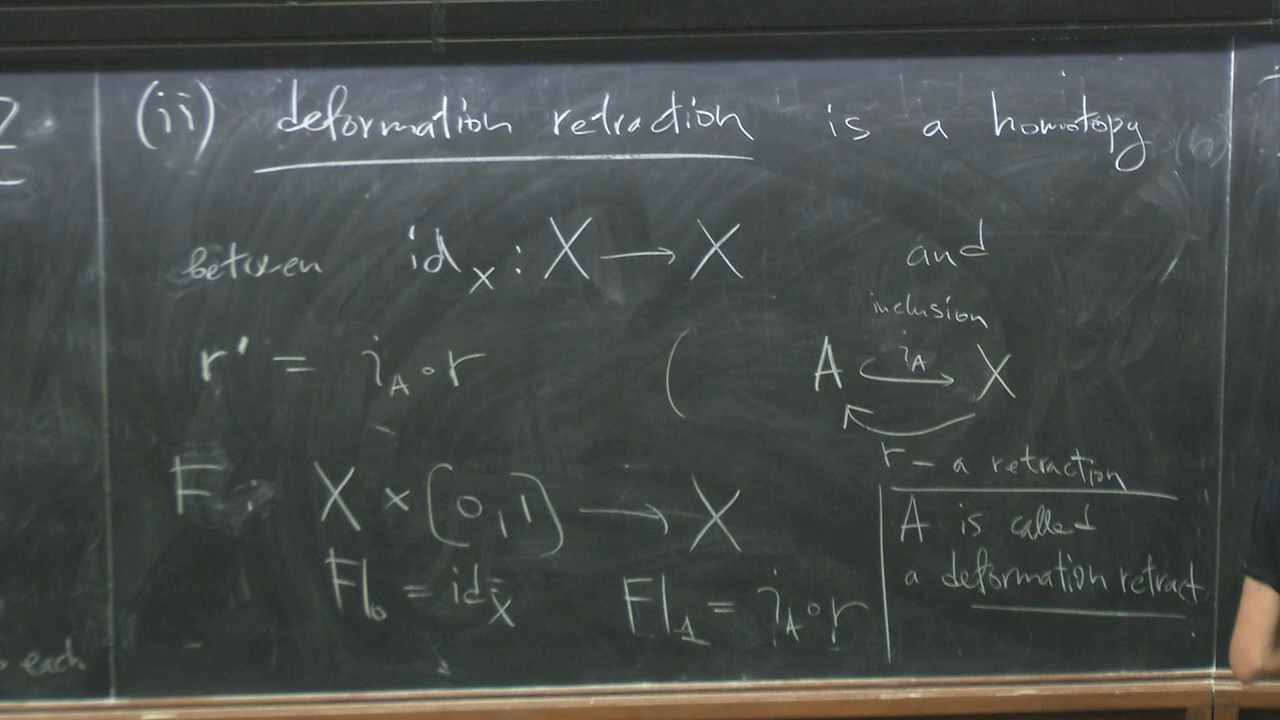 (ii) deformation retraction is a homotopy
between id_X : X → X and
inclusion
r' = i_A ∘ r ( A i_A X
r – a retraction
F : X × [0,1] → X
A is called
a deformation retract
F|_0 = id_X F|_1 = i_A ∘ r
each